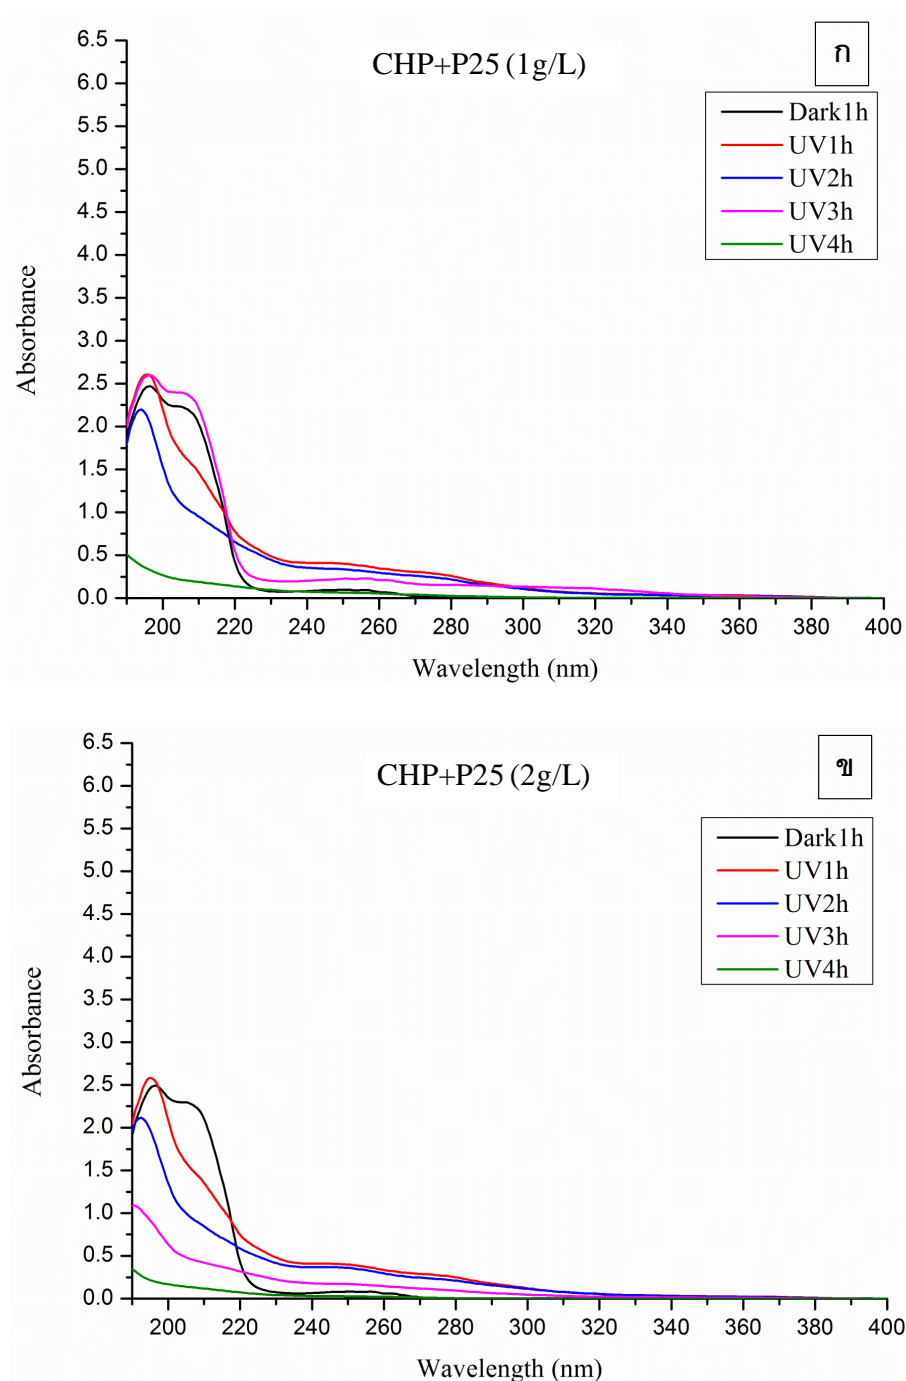 CHP+P25 (1g/L)
ก
Dark1h
UV1h
UV2h
UV3h
UV4h
6.5
6.0
5.5
5.0
4.5
4.0
3.5
3.0
2.5
2.0
1.5
1.0
0.5
0.0
Absorbance
200 220 240 260 280 300 320 340 360 380 400
Wavelength (nm)
CHP+P25 (2g/L)
ข
Dark1h
UV1h
UV2h
UV3h
UV4h
6.5
6.0
5.5
5.0
4.5
4.0
3.5
3.0
2.5
2.0
1.5
1.0
0.5
0.0
Absorbance
200 220 240 260 280 300 320 340 360 380 400
Wavelength (nm)